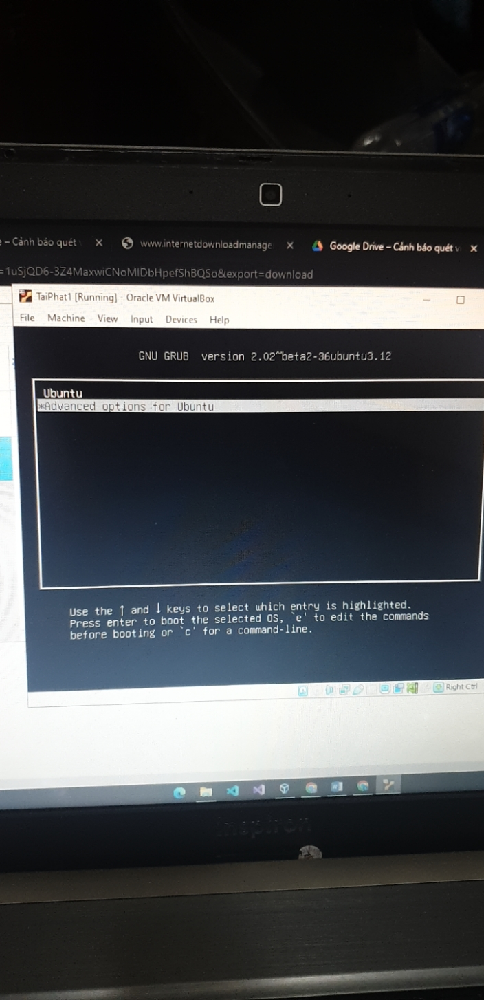 – Cảnh báo quét
www.internetdownloadmanage
Google Drive – Cảnh báo quét v
=1uSjQD6-3Z4MaxwiCNoMIDbHpefShBQSo&export=download
TaiPhat1 [Running] - Oracle VM VirtualBox
File Machine View Input Devices Help
GNU GRUB version 2.02~beta2-36ubuntu3.12
Ubuntu
*Advanced options for Ubuntu
Use the ↑ and ↓ keys to select which entry is highlighted.
Press enter to boot the selected OS, `e' to edit the commands
before booting or `c' for a command-line.
Right Ctrl
inspiron